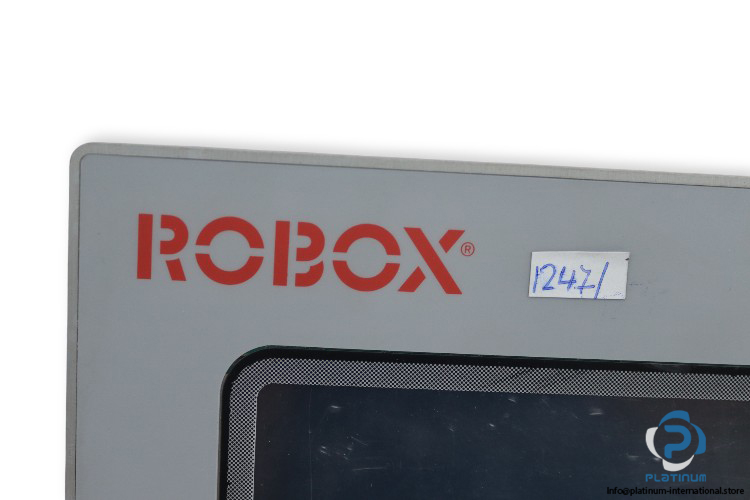 ROBOX®
1247/
PLATINUM
Info@platinum-international.store